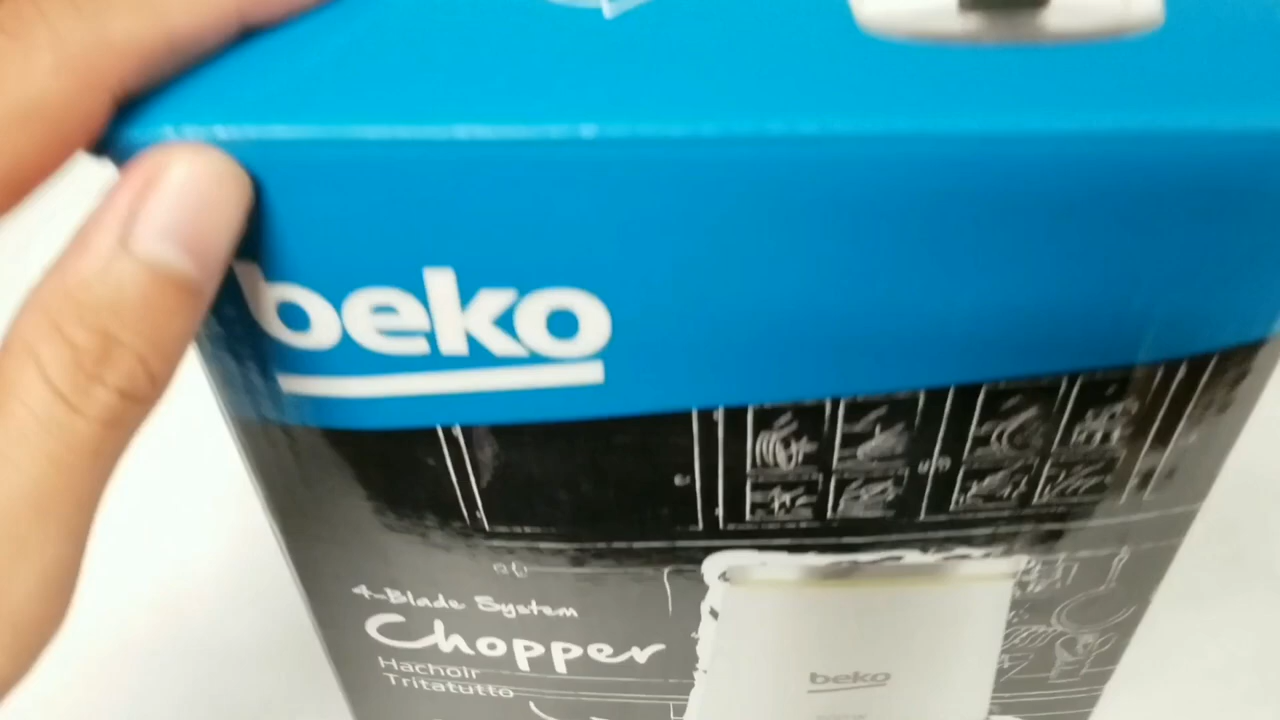 beko
4-Blade System
Chopper
Hachoir
Tritatutto
beko